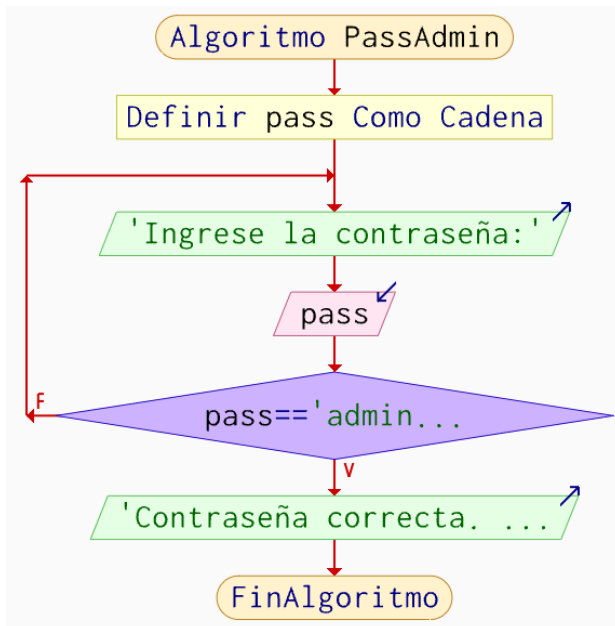 Algoritmo PassAdmin
Definir pass Como Cadena
'Ingrese la contraseña:'
pass
F
pass=='admin...
V
'Contraseña correcta. ...
FinAlgoritmo